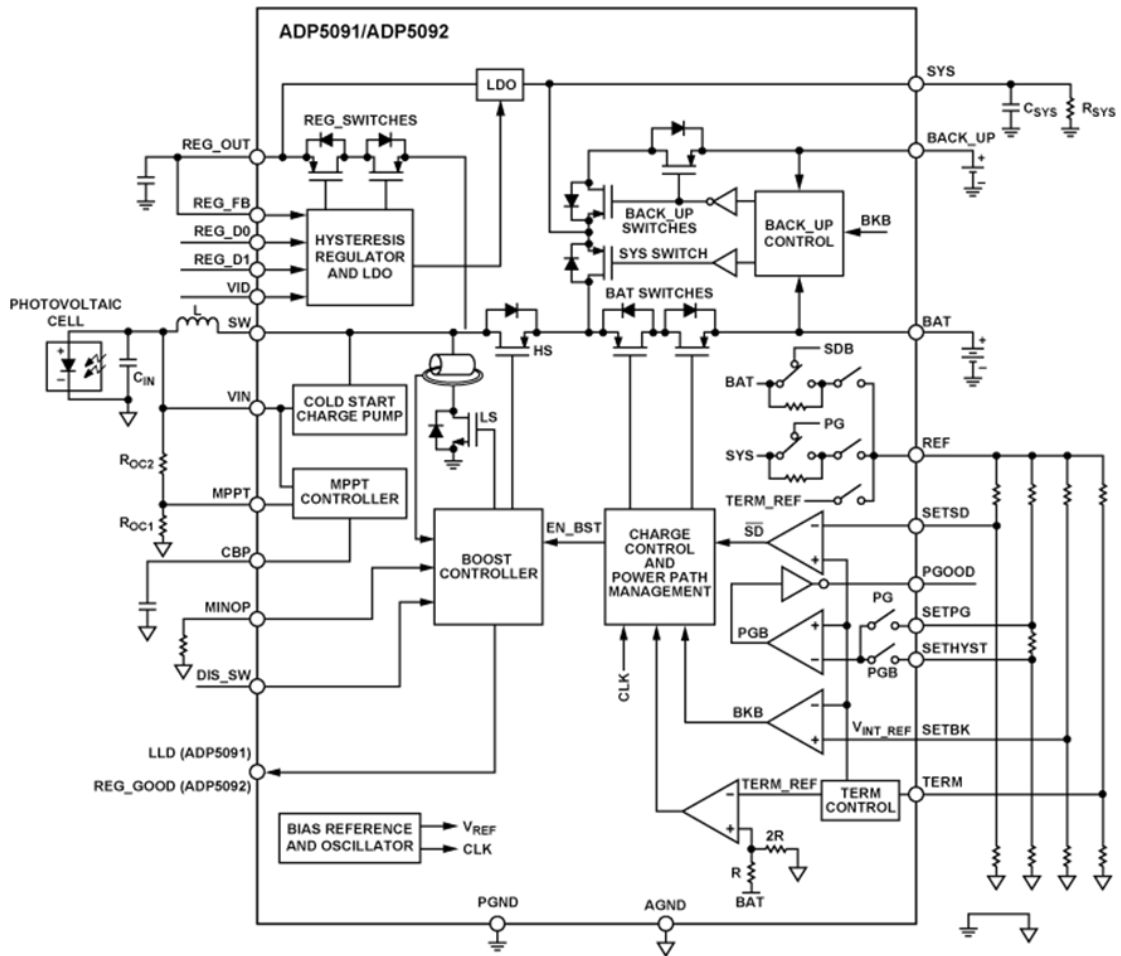 ADP5091/ADP5092
SYS
LDO
C_SYS
R_SYS
REG_SWITCHES
REG_OUT
BACK_UP
+
–
REG_FB
BACK_UP
SWITCHES
BACK_UP
CONTROL
BKB
REG_D0
HYSTERESIS
REGULATOR
AND LDO
REG_D1
SYS SWITCH
VID
BAT SWITCHES
PHOTOVOLTAIC
CELL
L
SW
BAT
+
–
HS
+
–
C_IN
SDB
BAT
VIN
COLD START
CHARGE PUMP
LS
PG
SYS
REF
R_OC2
MPPT
CONTROLLER
MPPT
TERM_REF
R_OC1
EN_BST
SD
–
+
SETSD
CBP
BOOST
CONTROLLER
CHARGE
CONTROL
AND
POWER PATH
MANAGEMENT
PGOOD
MINOP
PG
SETPG
PGB
+
–
PGB
SETHYST
DIS_SW
CLK
BKB
–
+
V_INT_REF
SETBK
LLD (ADP5091)
REG_GOOD (ADP5092)
TERM_REF
TERM
CONTROL
TERM
–
+
BIAS REFERENCE
AND OSCILLATOR
V_REF
CLK
2R
R
BAT
PGND
AGND